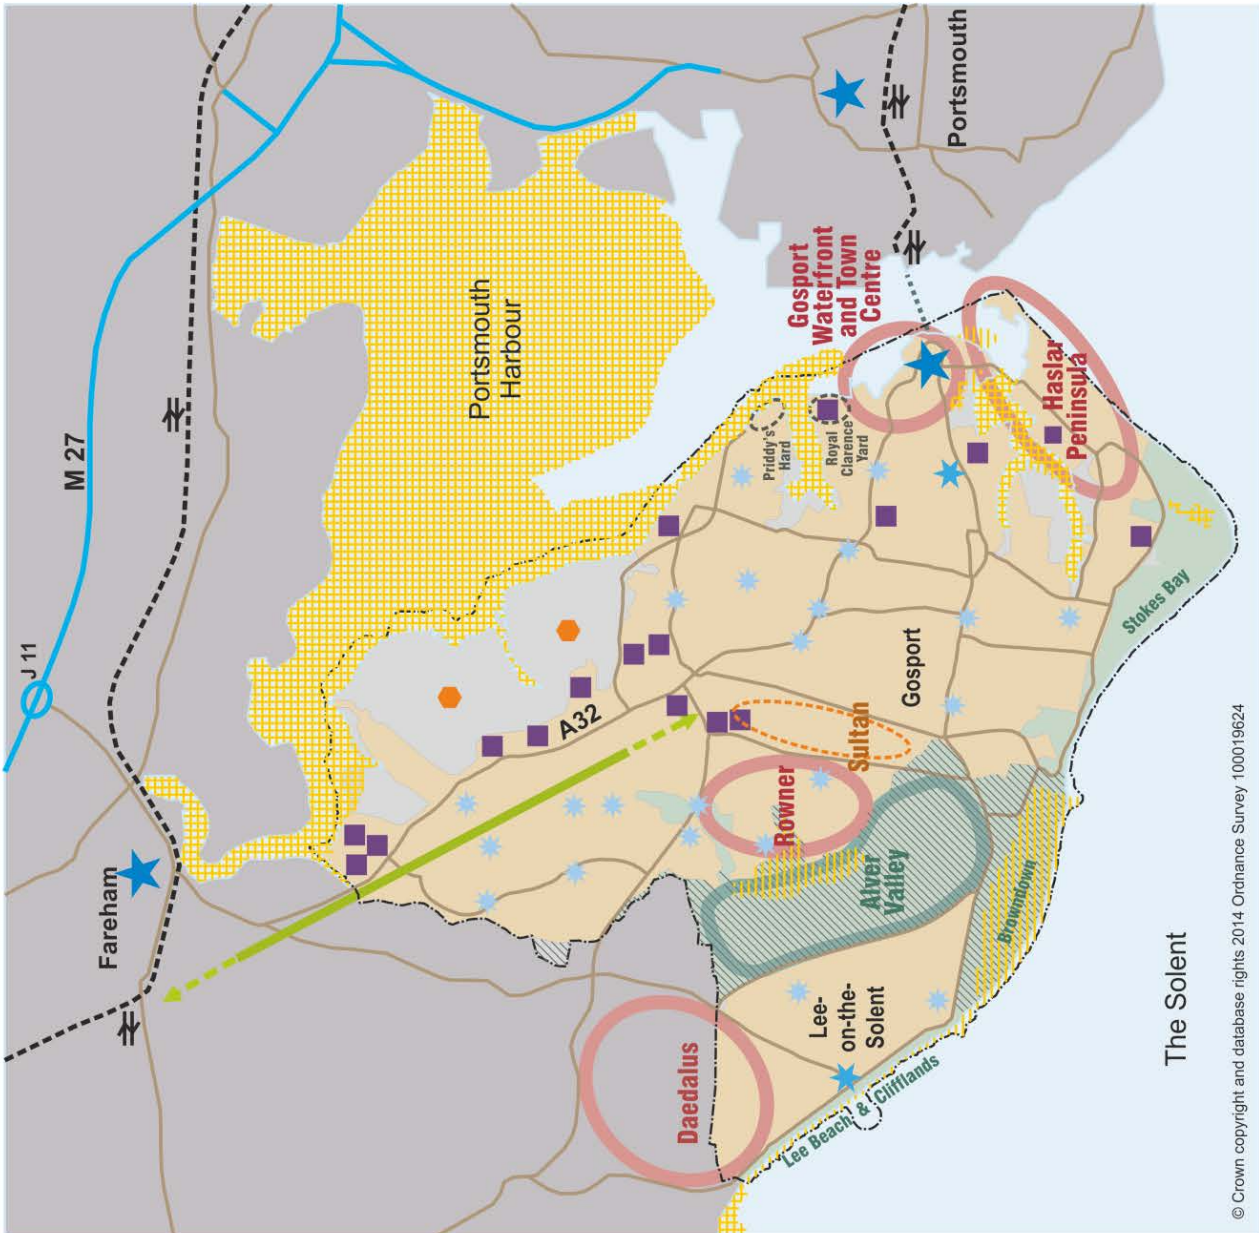 M 27
J 11
Fareham
Portsmouth
Harbour
Portsmouth
A32
Gosport
Waterfront
and Town
Centre
Priddy's
Hard
Royal
Clarence
Yard
Haslar
Peninsula
Gosport
Sultan
Rowner
Alver
Valley
Stokes Bay
Browndown
Daedalus
Lee-
on-the-
Solent
Lee Beach & Clifflands
The Solent
© Crown copyright and database rights 2014 Ordnance Survey 100019624